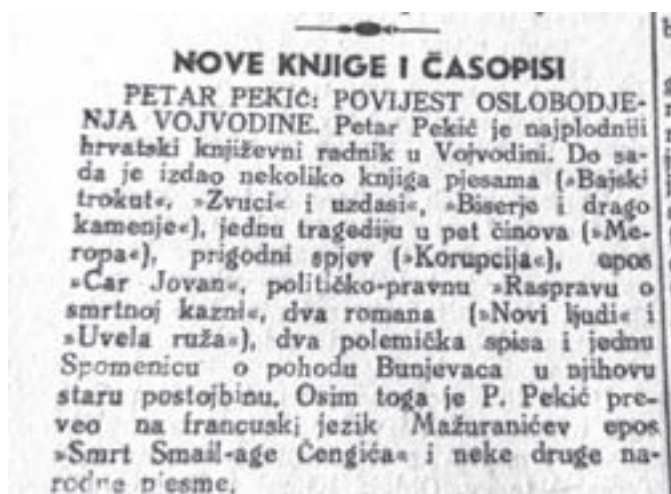 NOVE KNJIGE I ČASOPISI
PETAR PEKIĆ: POVIJEST OSLOBODJE-
NJA VOJVODINE. Petar Pekić je najplodniji
hrvatski književni radnik u Vojvodini. Do sa-
da je izdao nekoliko knjiga pjesama (»Bajski
trokut«, »Zvuci« i uzdasi«, »Biserje i drago
kamenje«), jednu tragediju u pet činova (»Me-
ropa«), prigodni spjev (»Korupcija«), epos
»Car Jovan«, političko-pravnu »Raspravu o
smrtnoj kazni«, dva romana (»Novi ljudi« i
»Uvela ruža«), dva polemička spisa i jednu
Spomenicu o pohodu Bunjevaca u njihovu
staru postojbinu. Osim toga je P. Pekić pre-
veo na francuski jezik Mažuranićev epos
»Smrt Smail-age Čengića« i neke druge na-
rodne pjesme.